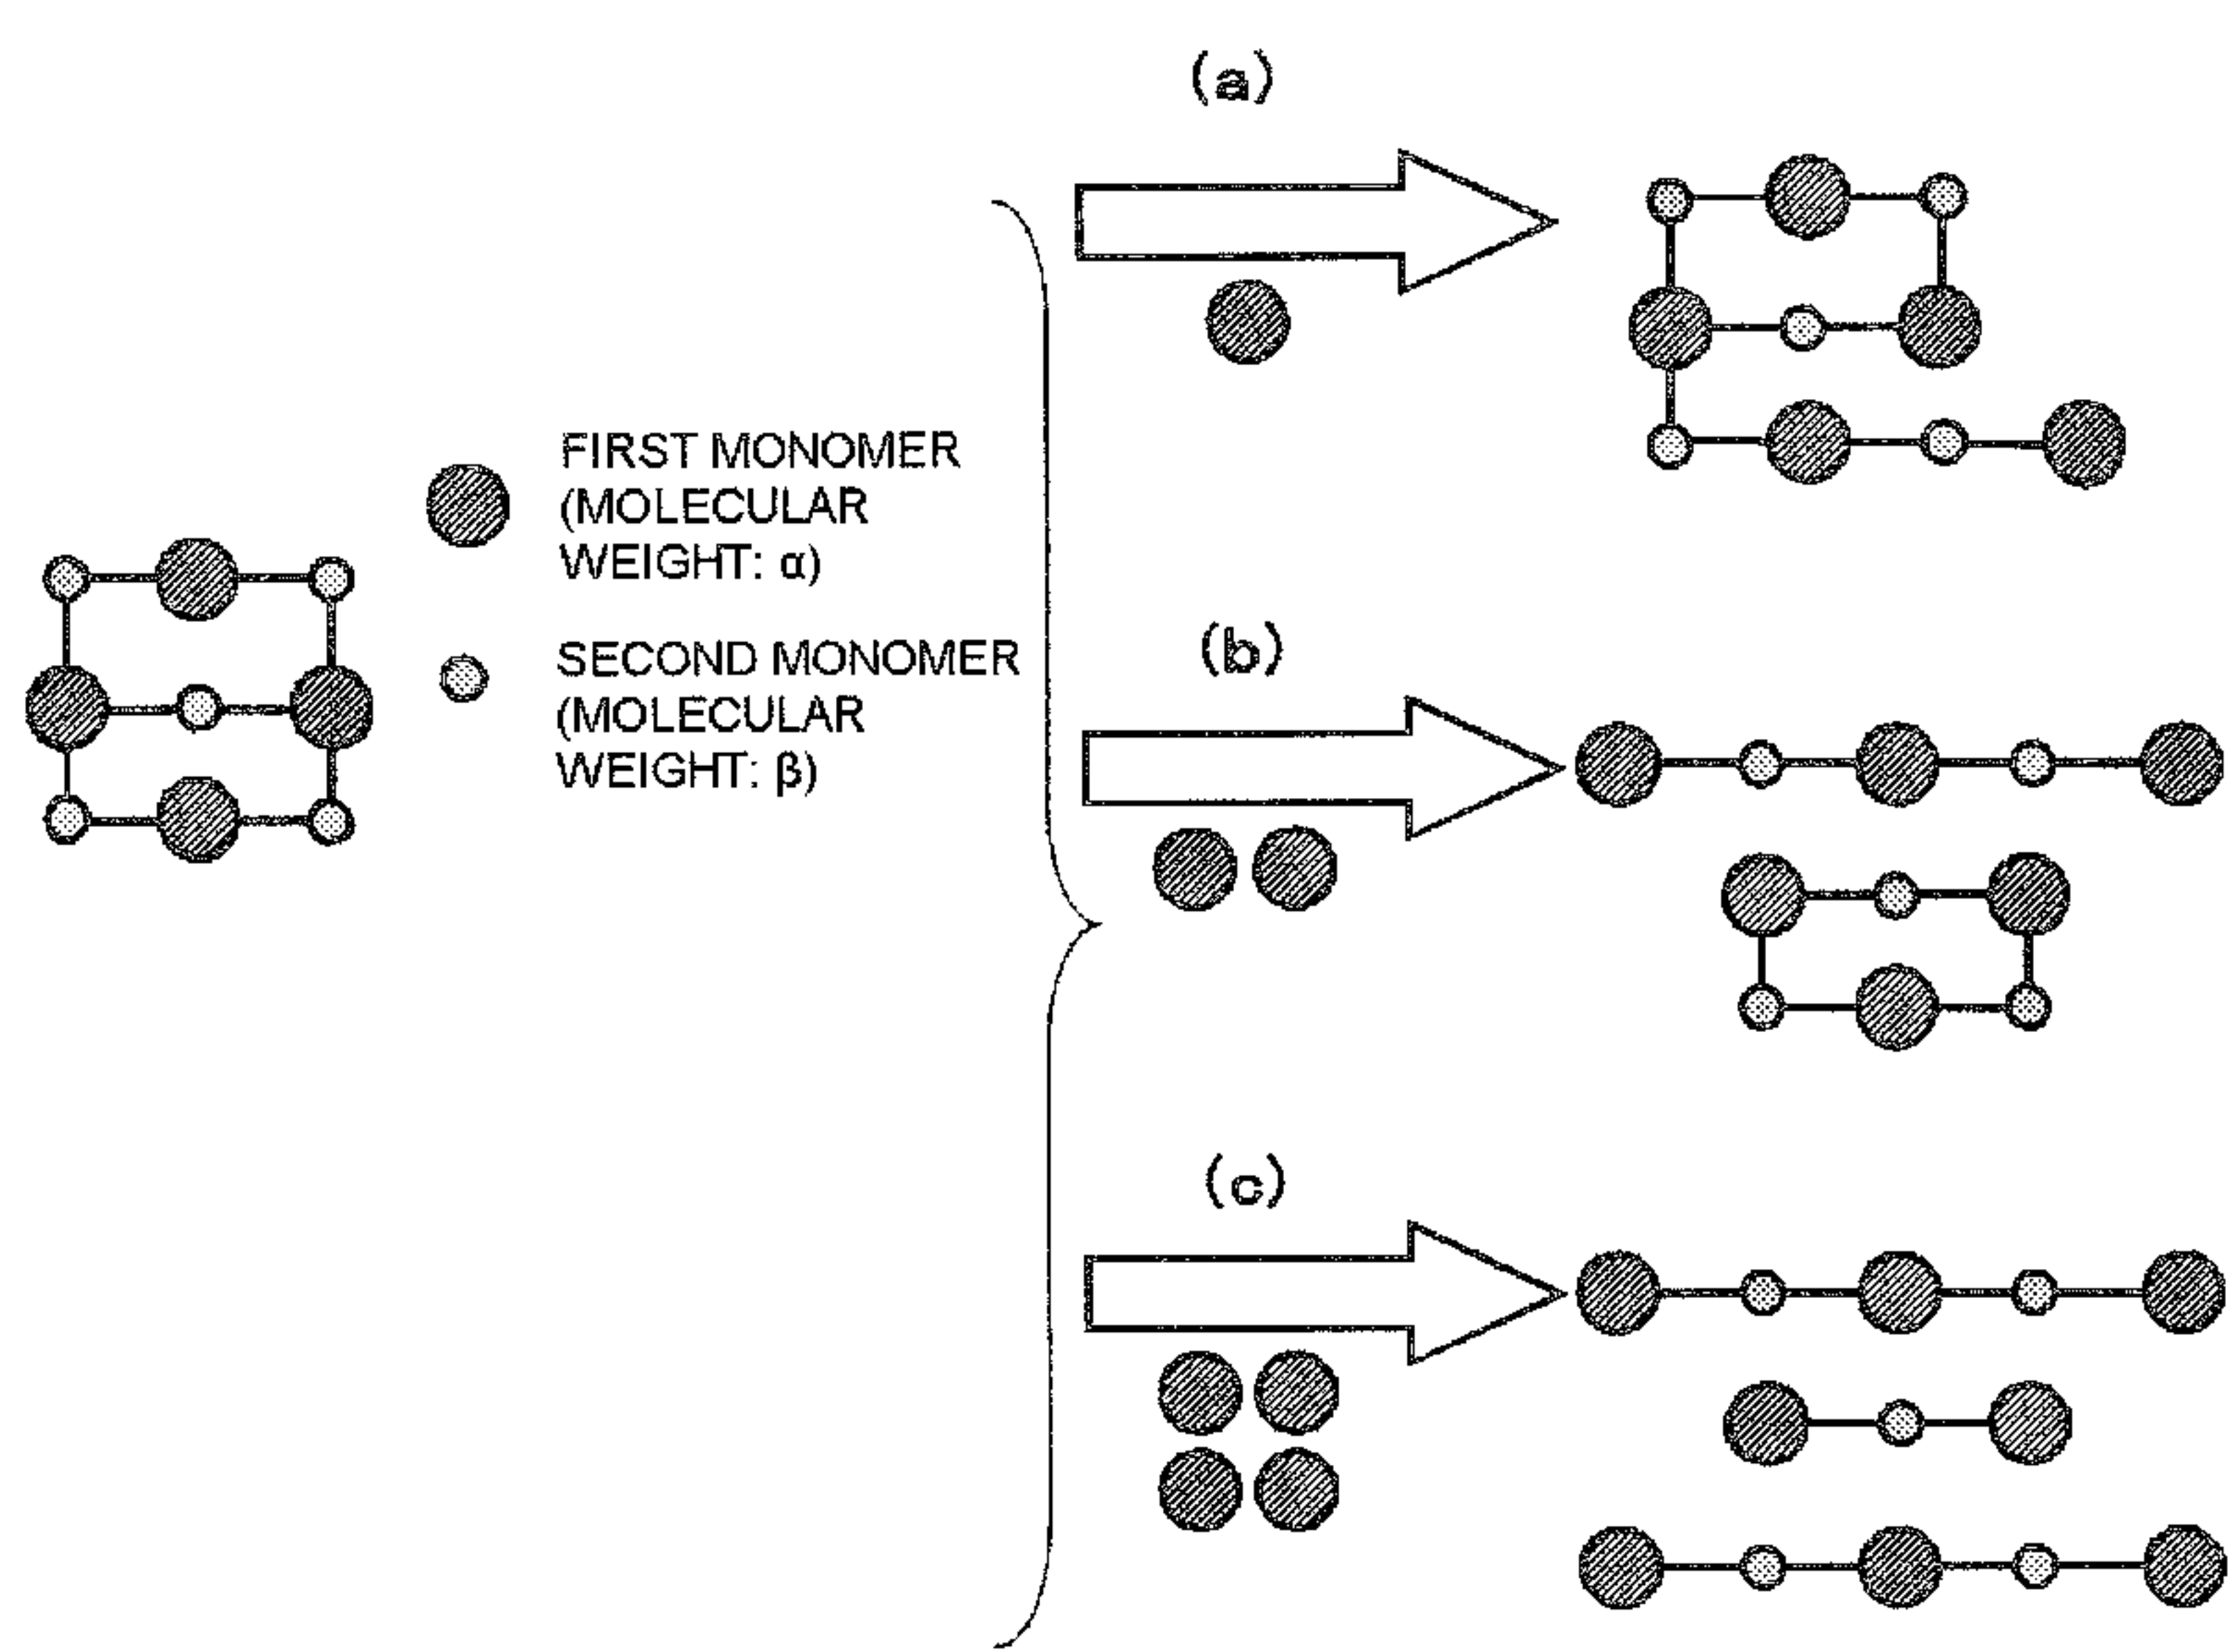 (a)
FIRST MONOMER
(MOLECULAR
WEIGHT: α)
SECOND MONOMER
(MOLECULAR
WEIGHT: β)
(b)
(c)